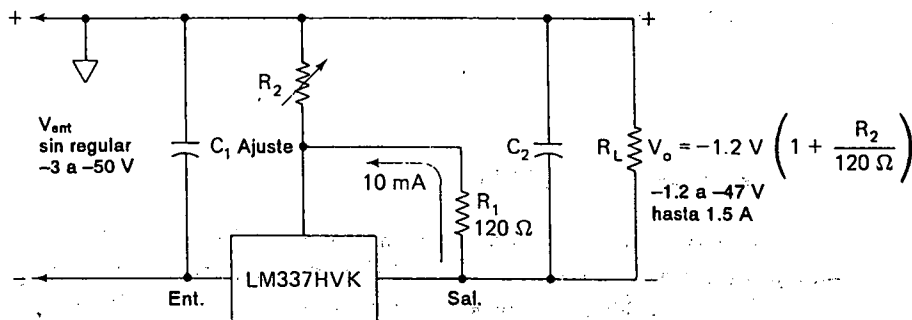 +
+
R2
Vent
sin regular
−3 a −50 V
C1
Ajuste
10 mA
R1
120 Ω
C2
RL
Vo = −1.2 V (1 + R2 / 120 Ω)
−1.2 a −47 V
hasta 1.5 A
−
−
Ent.
LM337HVK
Sal.